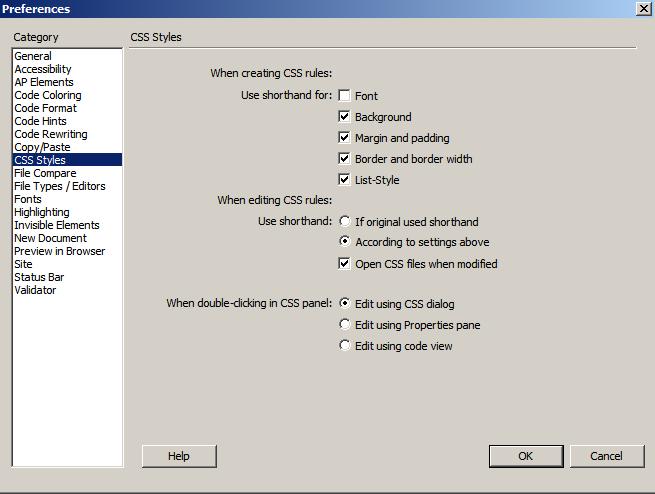 Preferences
Category
CSS Styles
General
Accessibility
AP Elements
Code Coloring
Code Format
Code Hints
Code Rewriting
Copy/Paste
CSS Styles
File Compare
File Types / Editors
Fonts
Highlighting
Invisible Elements
New Document
Preview in Browser
Site
Status Bar
Validator
When creating CSS rules:
Use shorthand for: Font
Background
Margin and padding
Border and border width
List-Style
When editing CSS rules:
Use shorthand: If original used shorthand
According to settings above
Open CSS files when modified
When double-clicking in CSS panel: Edit using CSS dialog
Edit using Properties pane
Edit using code view
Help OK Cancel